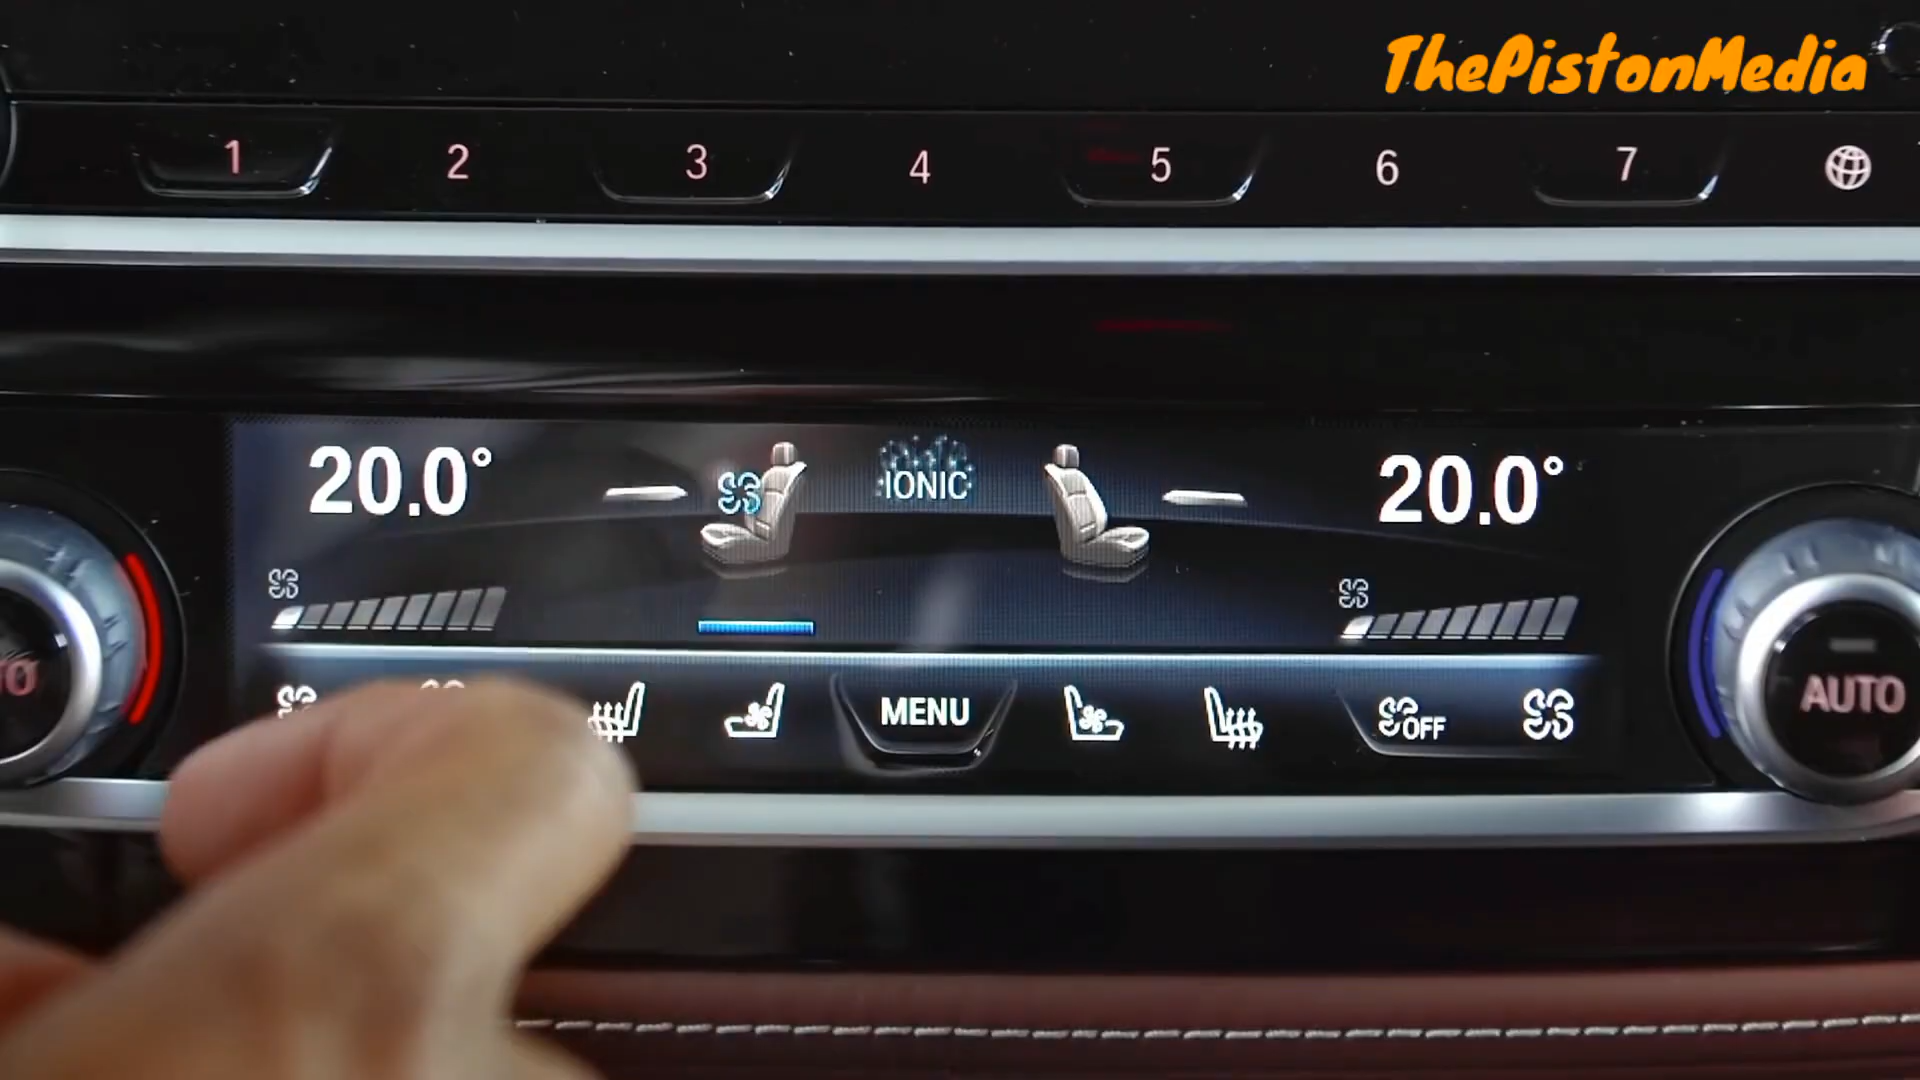 ThePistonMedia
1 2 3 4 5 6 7
20.0° IONIC 20.0°
MENU OFF
AUTO